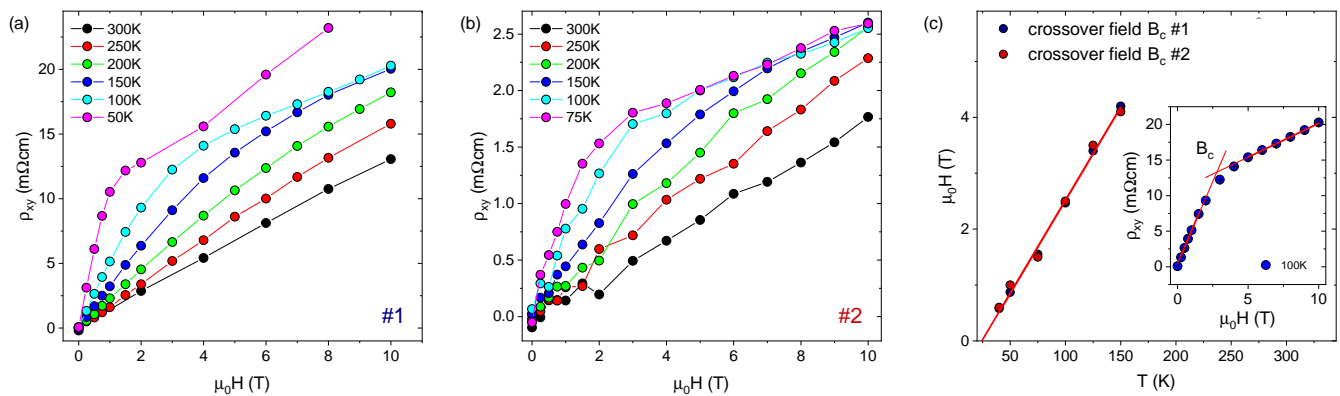 (a)
300K
250K
200K
150K
100K
50K
20
15
10
5
0
ρxy (mΩcm)
0 2 4 6 8 10
μ0H (T)
#1
(b)
300K
250K
200K
150K
100K
75K
2.5
2.0
1.5
1.0
0.5
0.0
ρxy (mΩcm)
0 2 4 6 8 10
μ0H (T)
#2
(c)
crossover field Bc #1
crossover field Bc #2
4
2
0
μ0H (T)
50 100 150 200 250 300
T (K)
Bc
20
15
10
5
0
ρxy (mΩcm)
100K
0 5 10
μ0H (T)